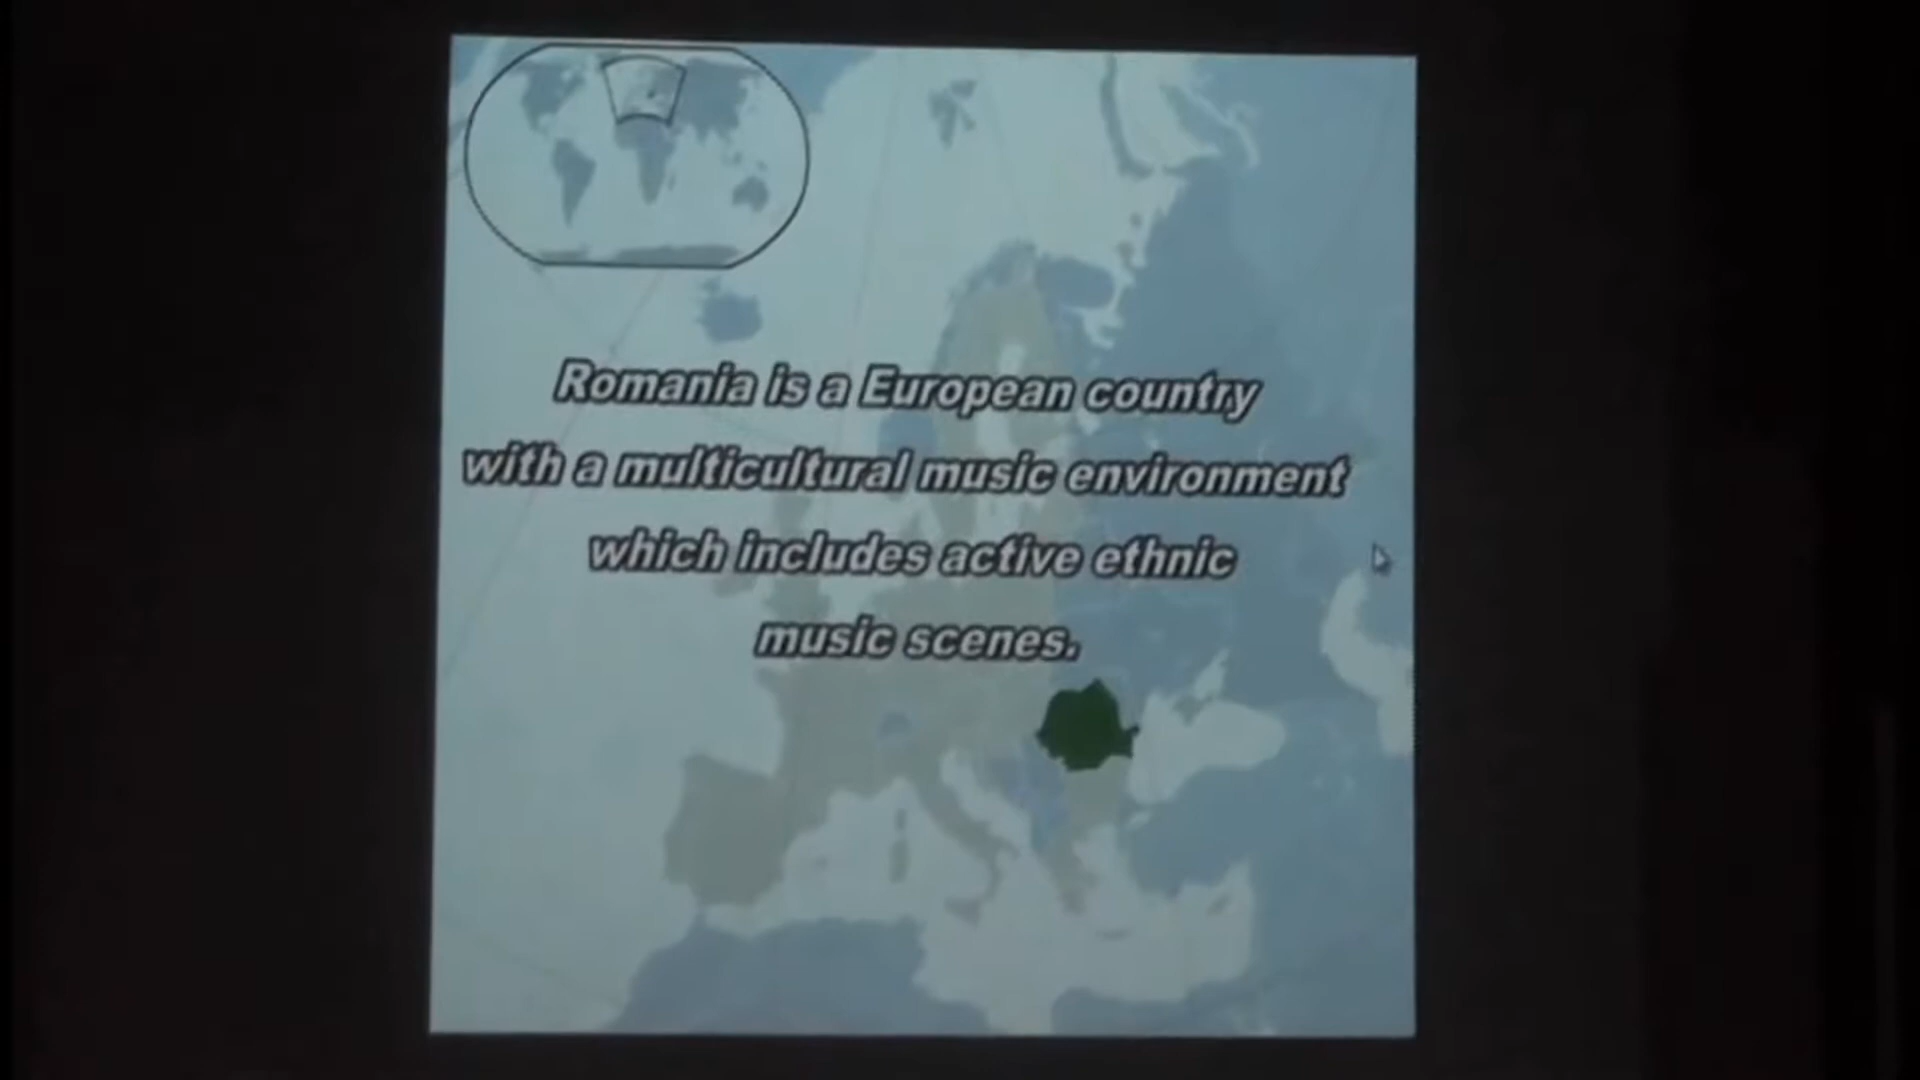 Romania is a European country
with a multicultural music environment
which includes active ethnic
music scenes.